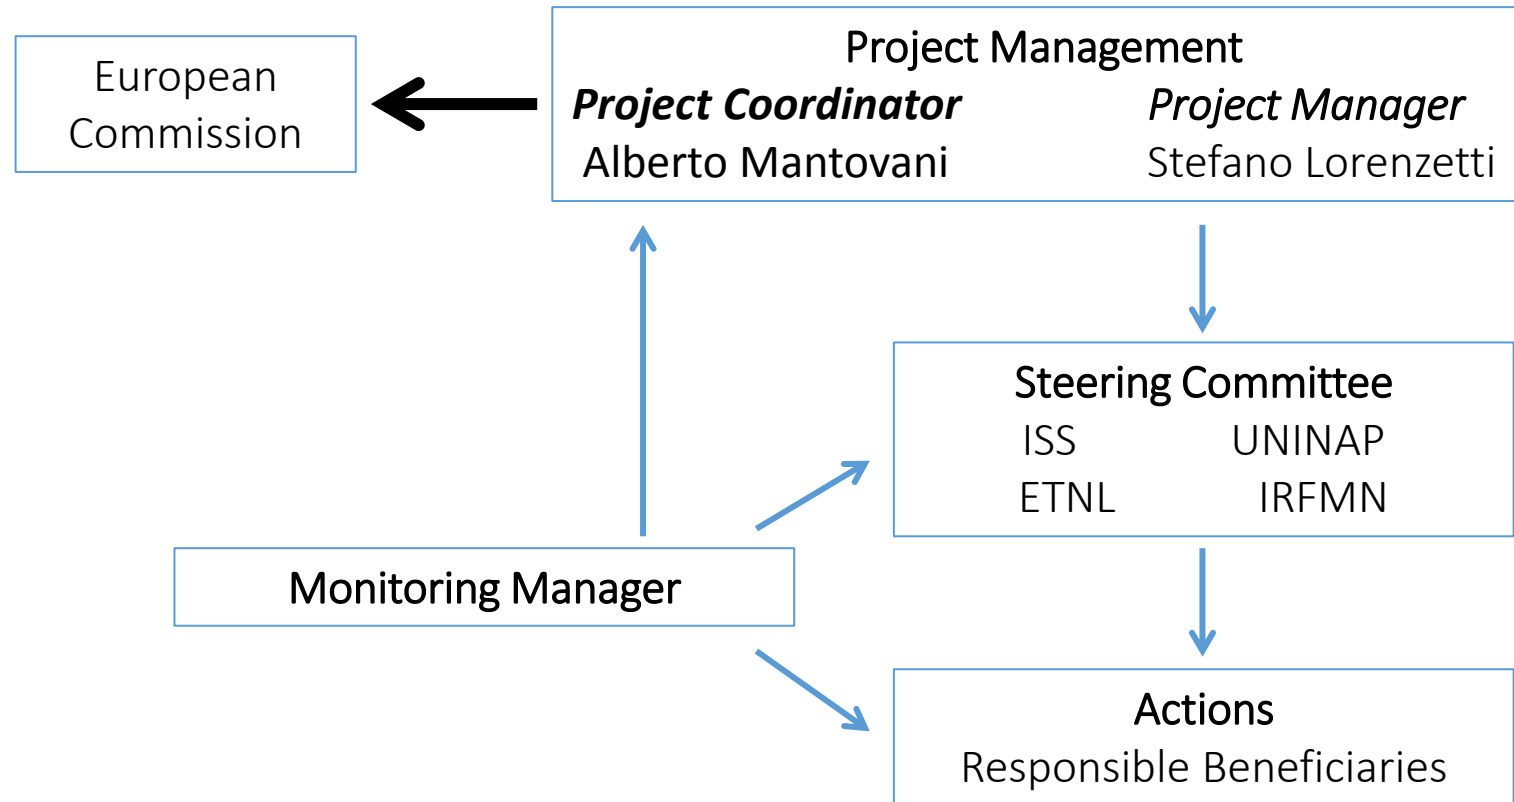 European
Commission
Project Management
Project Coordinator Project Manager
Alberto Mantovani Stefano Lorenzetti
Steering Committee
ISS UNINAP
ETNL IRFMN
Monitoring Manager
Actions
Responsible Beneficiaries